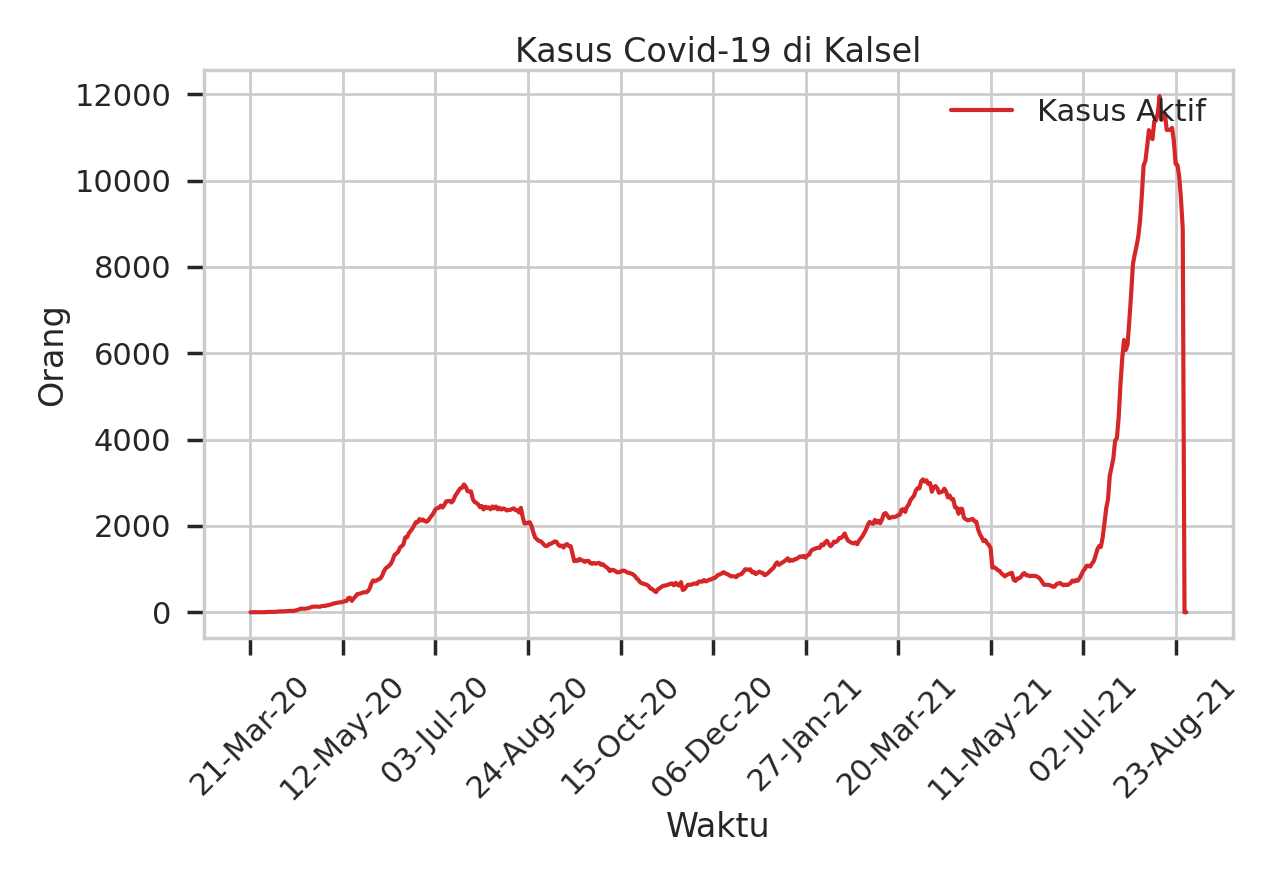 Kasus Covid-19 di Kalsel
12000
10000
8000
6000
4000
2000
0
Orang
Kasus Aktif
21-Mar-20
12-May-20
03-Jul-20
24-Aug-20
15-Oct-20
06-Dec-20
27-Jan-21
20-Mar-21
11-May-21
02-Jul-21
23-Aug-21
Waktu